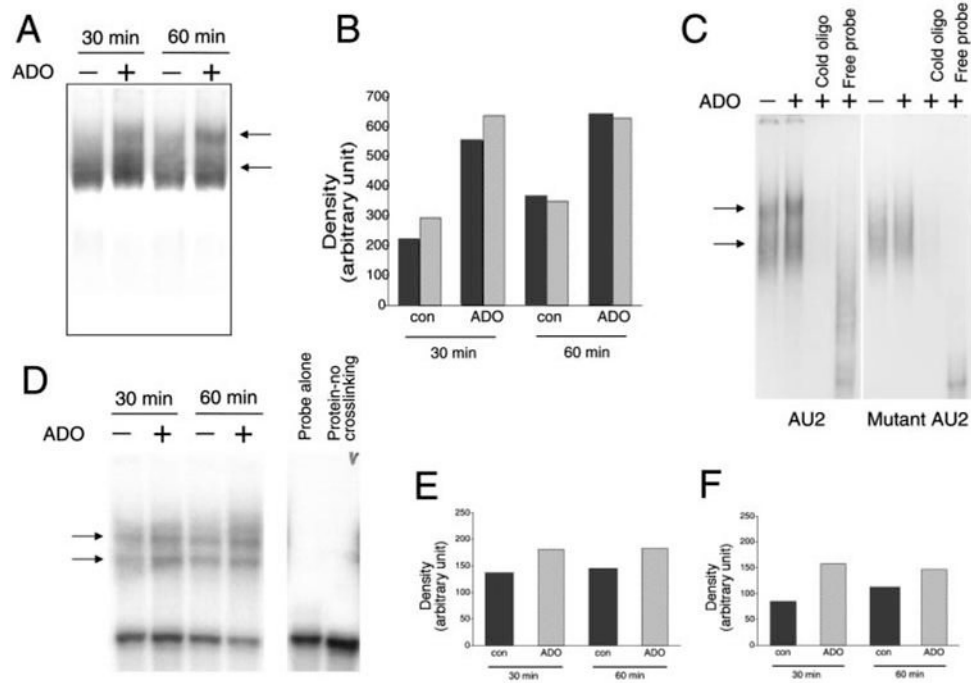 A
30 min 60 min
ADO − + − +
B
Density
(arbitrary unit)
700
600
500
400
300
200
100
0
con ADO con ADO
30 min 60 min
C
Cold oligo
Free probe
Cold oligo
Free probe
ADO − + + + − + + +
AU2 Mutant AU2
D
30 min 60 min
ADO − + − +
Probe alone
Protein-no
crosslinking
E
Density
(arbitrary unit)
250
200
150
100
50
0
con ADO con ADO
30 min 60 min
F
Density
(arbitrary unit)
250
200
150
100
50
0
con ADO con ADO
30 min 60 min